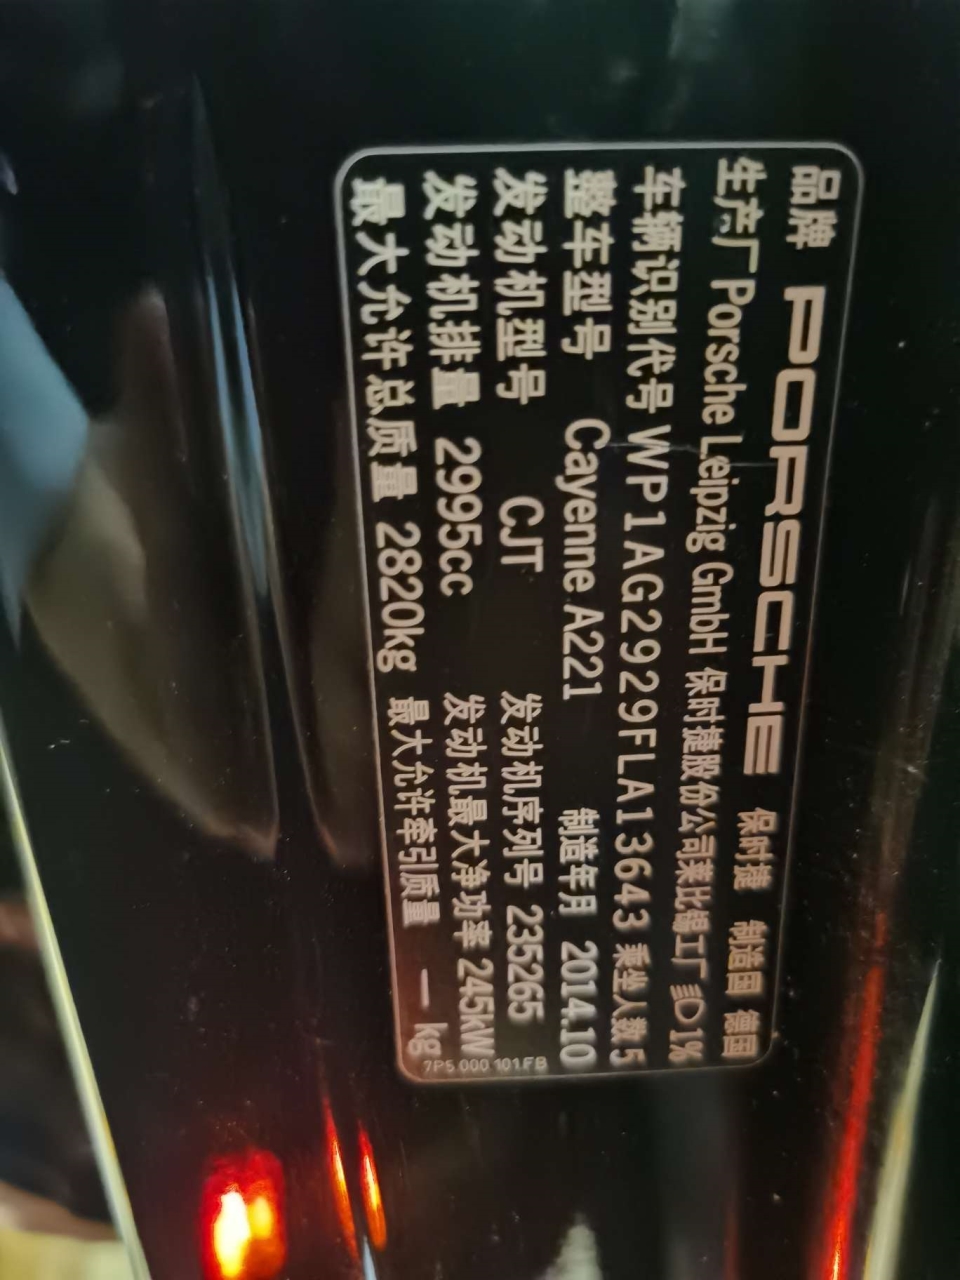 品牌 PORSCHE 保时捷 制造国 德国
生产厂 Porsche Leipzig GmbH 保时捷股份公司莱比锡工厂 1%
车辆识别代号 WP1AG2929FLA13643 乘坐人数 5
整车型号 Cayenne A221 制造年月 2014.10
发动机型号 CJT 发动机序列号 235265
发动机排量 2995cc 发动机最大净功率 245kW
最大允许总质量 2820kg 最大允许牵引质量 — kg
7P5 000 101 FB